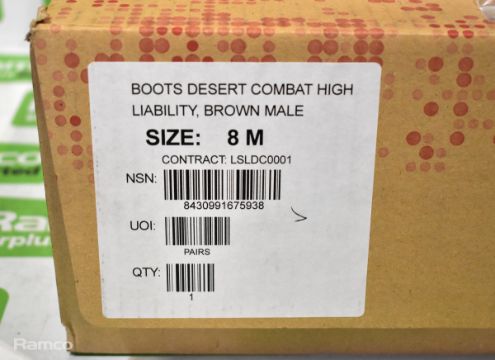 BOOTS DESERT COMBAT HIGH
LIABILITY, BROWN MALE
SIZE: 8 M
CONTRACT: LSLDC0001
NSN:
8430991675938
UOI:
PAIRS
QTY:
1
Ramco